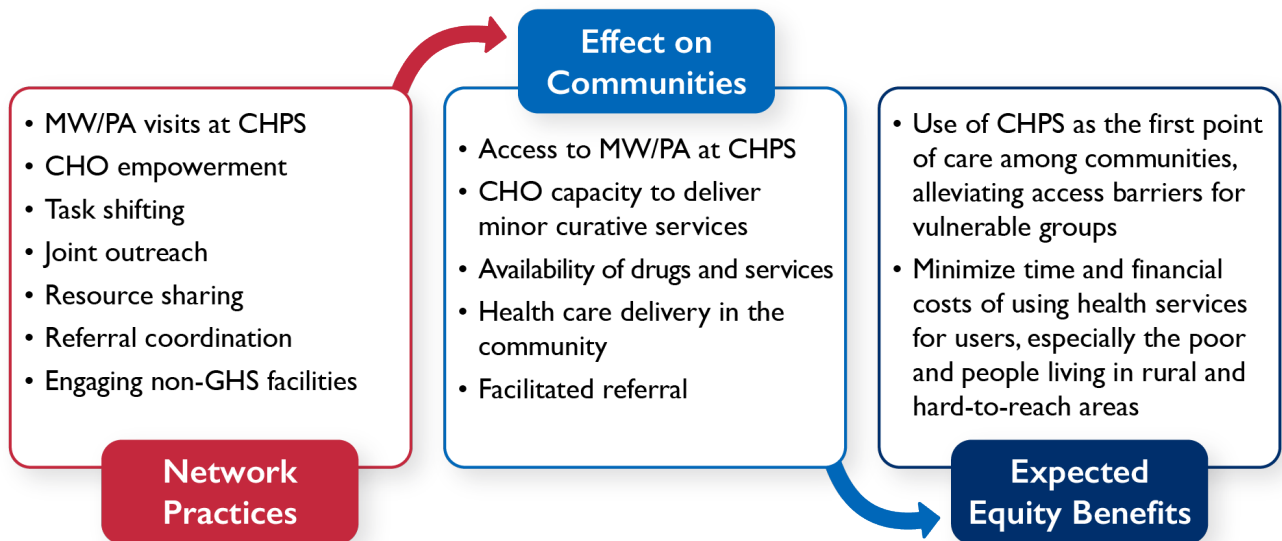 • MW/PA visits at CHPS
• CHO empowerment
• Task shifting
• Joint outreach
• Resource sharing
• Referral coordination
• Engaging non-GHS facilities
Network
Practices
Effect on
Communities
• Access to MW/PA at CHPS
• CHO capacity to deliver
minor curative services
• Availability of drugs and services
• Health care delivery in the
community
• Facilitated referral
• Use of CHPS as the first point
of care among communities,
alleviating access barriers for
vulnerable groups
• Minimize time and financial
costs of using health services
for users, especially the poor
and people living in rural and
hard-to-reach areas
Expected
Equity Benefits